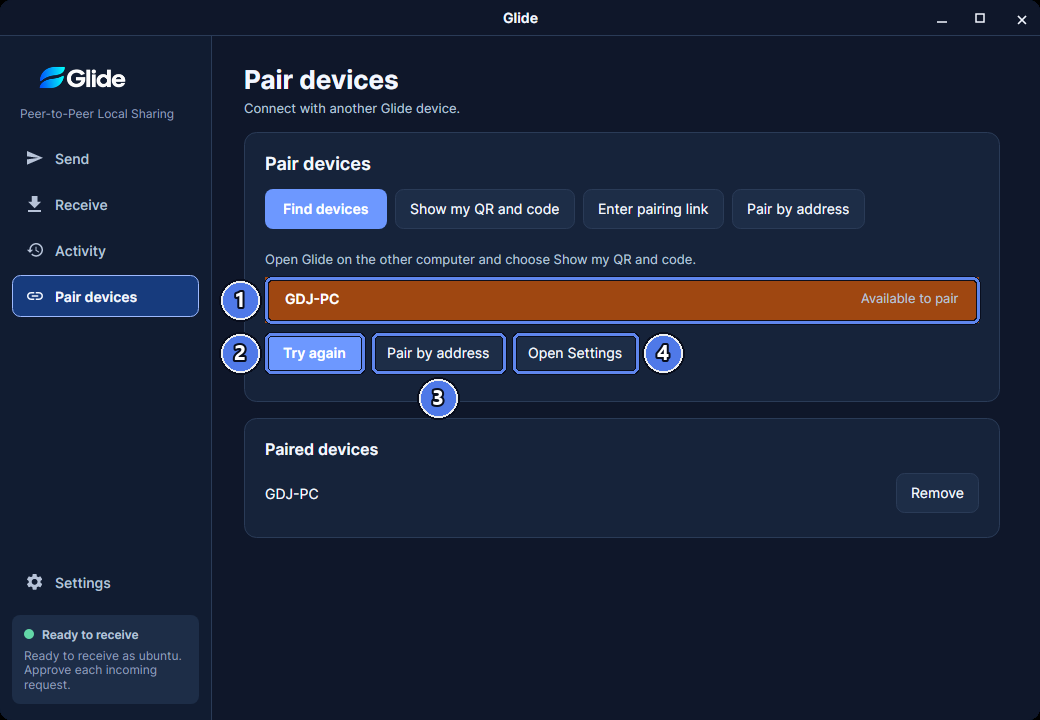 Glide
Glide
Peer-to-Peer Local Sharing
Send
Receive
Activity
Pair devices
Settings
Ready to receive
Ready to receive as ubuntu.
Approve each incoming
request.
Pair devices
Connect with another Glide device.
Pair devices
Find devices Show my QR and code Enter pairing link Pair by address
Open Glide on the other computer and choose Show my QR and code.
1 GDJ-PC Available to pair
2 Try again Pair by address Open Settings 4
3
Paired devices
GDJ-PC Remove